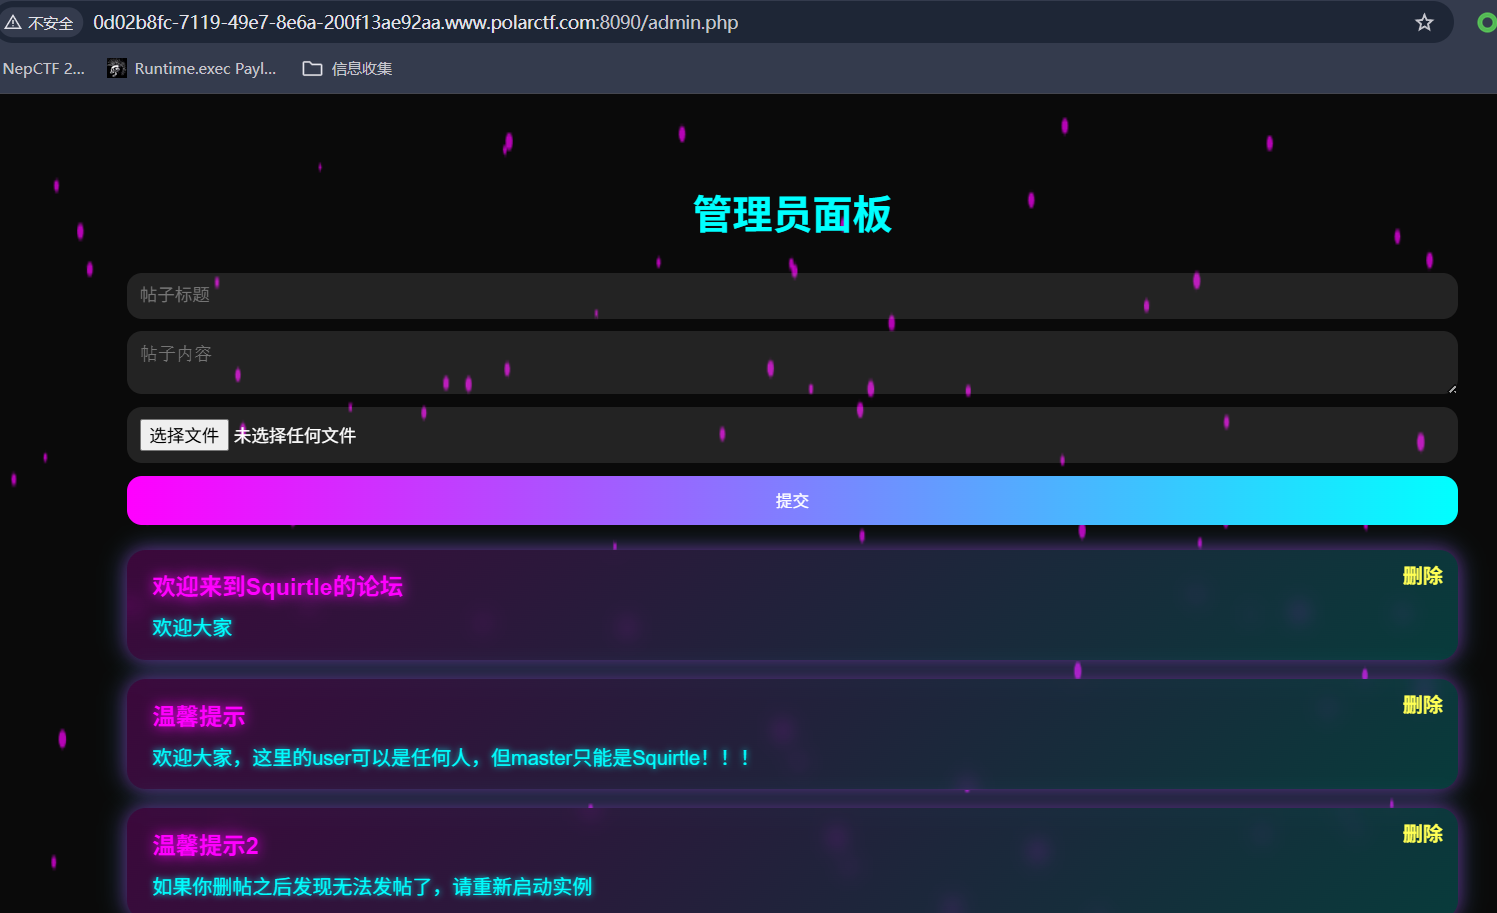 不安全 0d02b8fc-7119-49e7-8e6a-200f13ae92aa.www.polarctf.com:8090/admin.php
NepCTF 2... Runtime.exec Payl... 信息收集
管理员面板
帖子标题
帖子内容
选择文件 未选择任何文件
提交
欢迎来到Squirtle的论坛 删除
欢迎大家
温馨提示 删除
欢迎大家，这里的user可以是任何人，但master只能是Squirtle！！！
温馨提示2 删除
如果你删帖之后发现无法发帖了，请重新启动实例